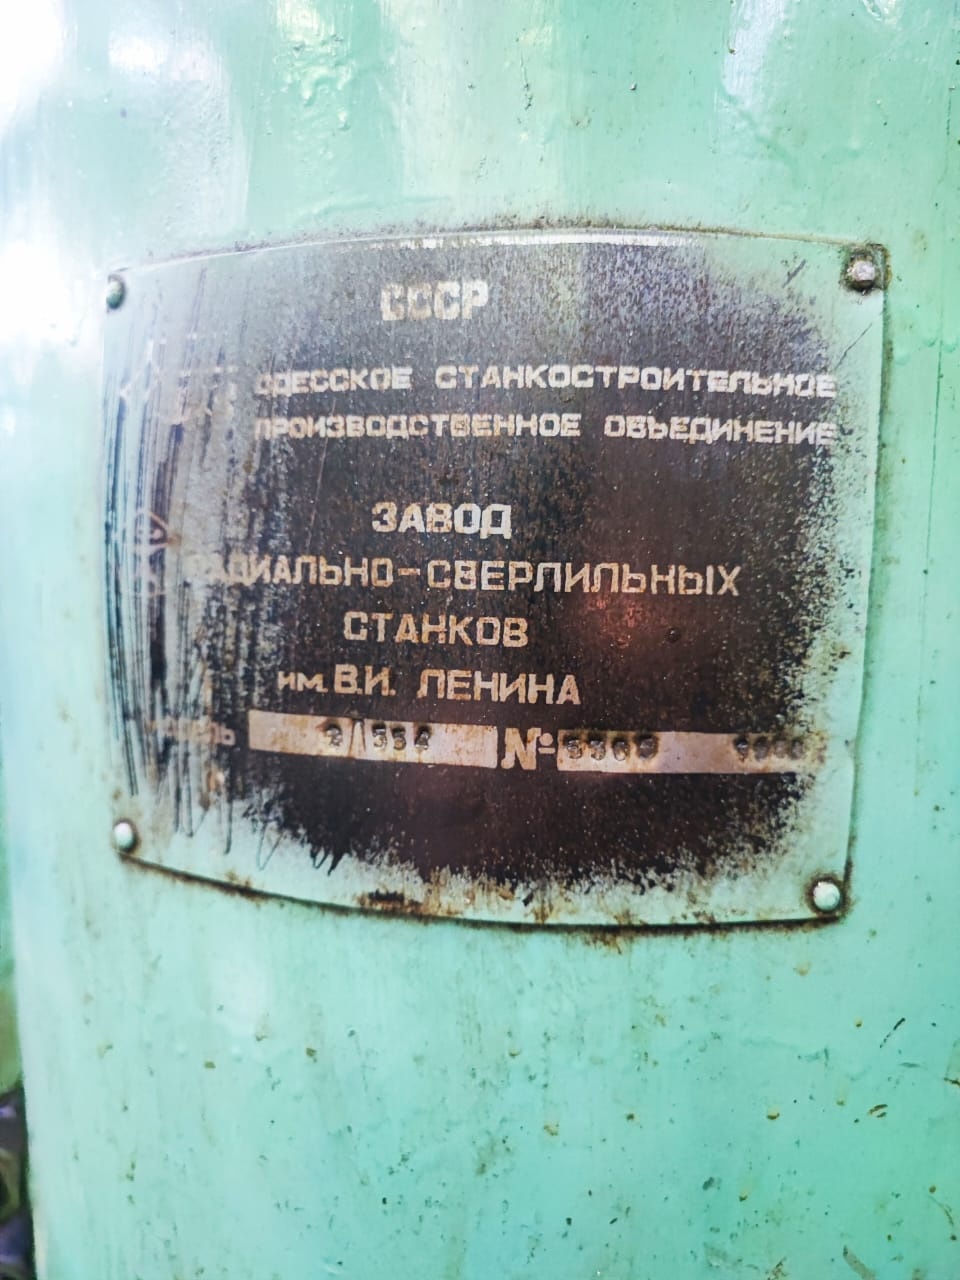 СССР
ОДЕССКОЕ СТАНКОСТРОИТЕЛЬНОЕ
ПРОИЗВОДСТВЕННОЕ ОБЪЕДИНЕНИЕ
ЗАВОД
РАДИАЛЬНО-СВЕРЛИЛЬНЫХ
СТАНКОВ
им. В.И. ЛЕНИНА
№